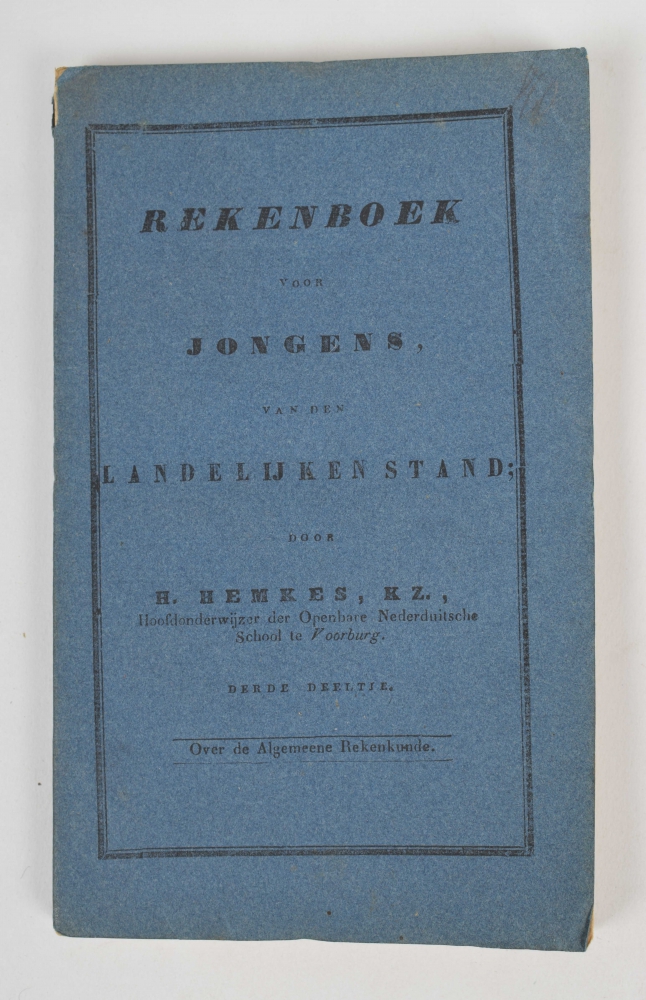 REKENBOEK
VOOR
JONGENS,
VAN DEN
LANDELIJKEN STAND;
DOOR
H. HEMKES, KZ.,
Hoofdonderwijzer der Openbare Nederduitsche
School te Voorburg.
DERDE DEELTJE.
Over de Algemeene Rekenkunde.